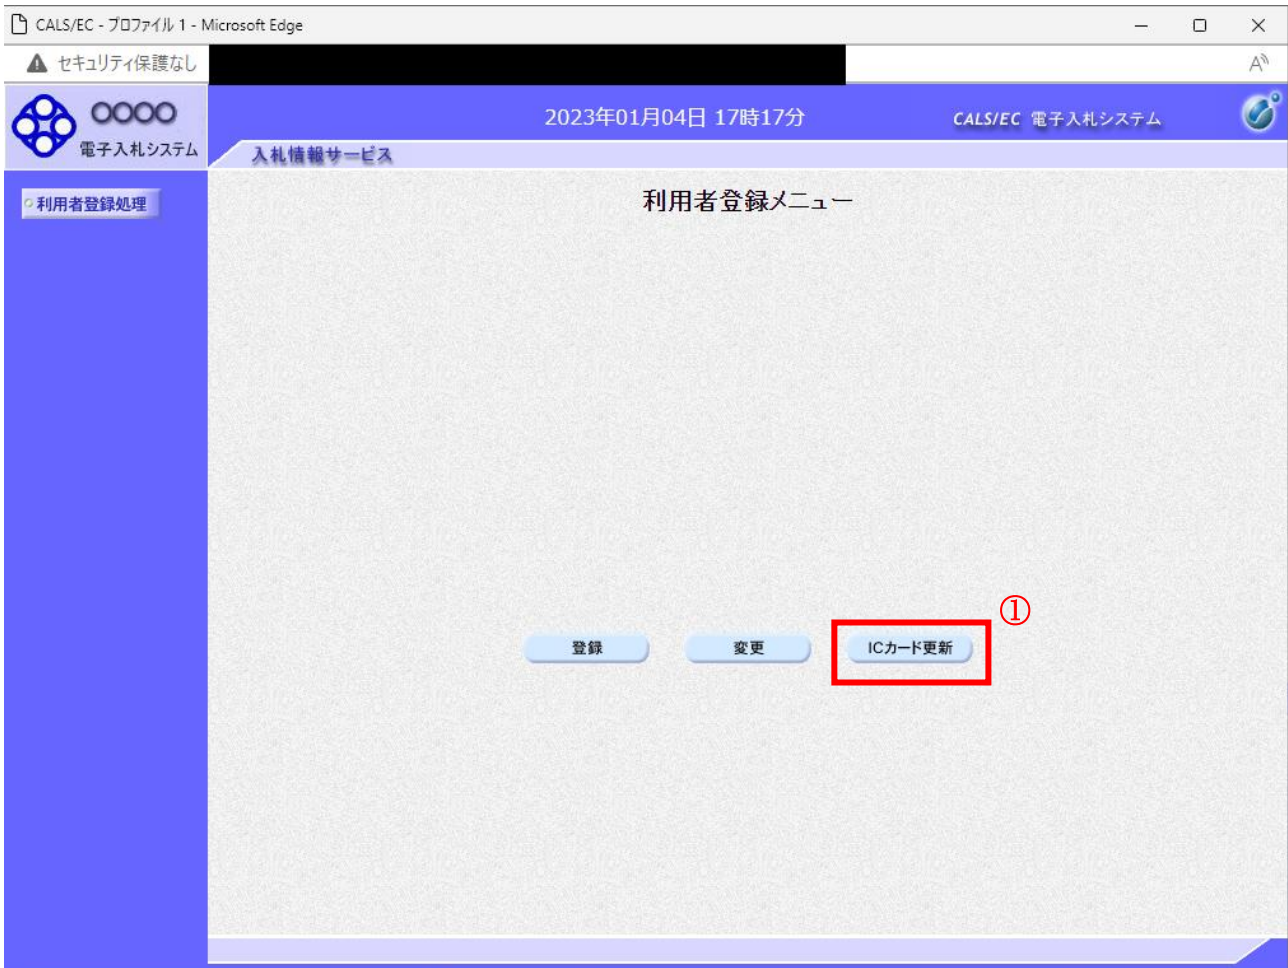 CALS/EC - プロファイル 1 - Microsoft Edge
セキュリティ保護なし
OOOO
電子入札システム
2023年01月04日 17時17分
CALS/EC 電子入札システム
入札情報サービス
利用者登録処理
利用者登録メニュー
①
登録
変更
ICカード更新